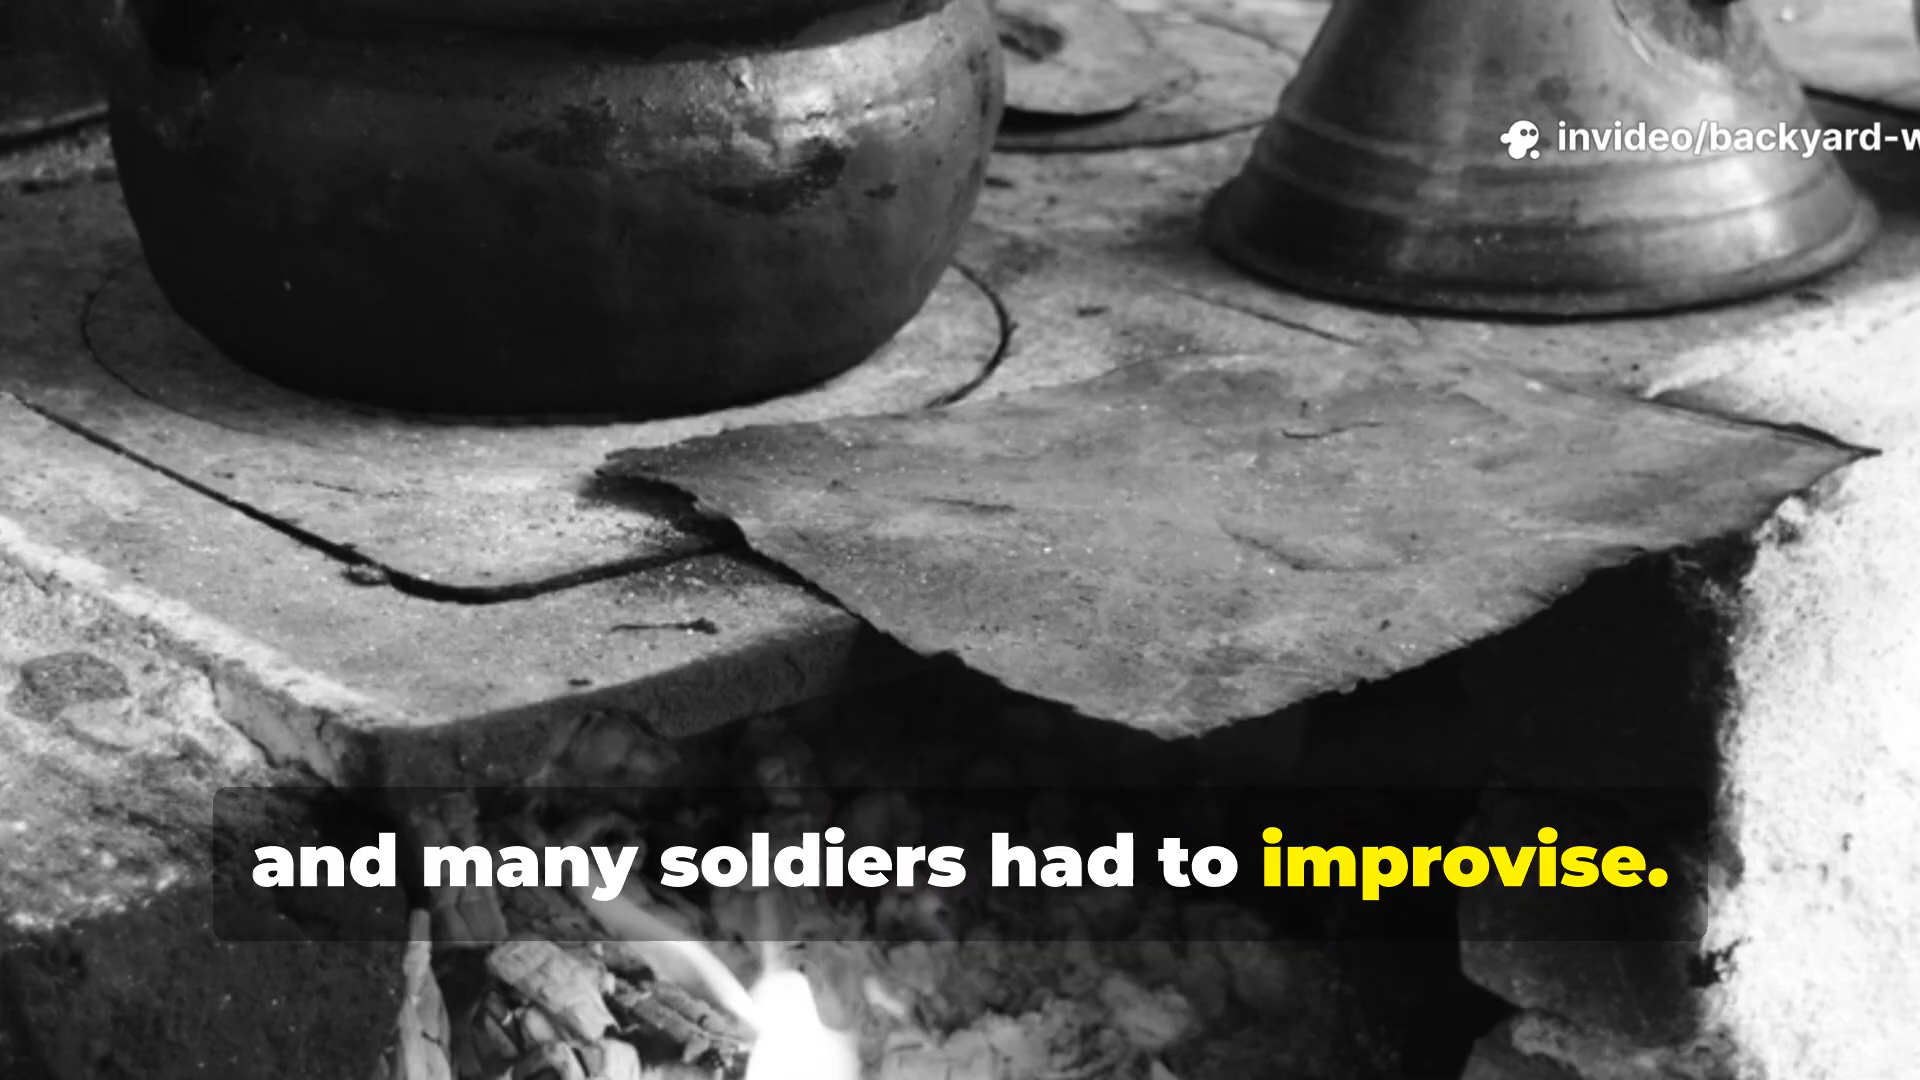 invideo/backyard-w
and many soldiers had to improvise.